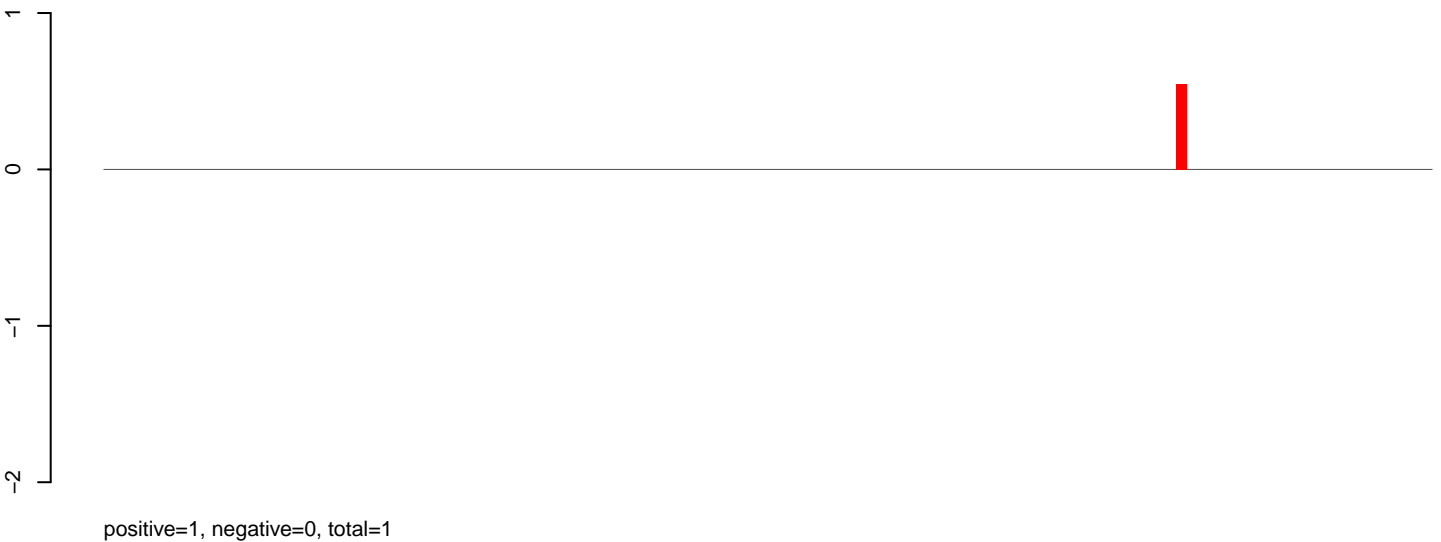 1
0
−1
−2
positive=1, negative=0, total=1